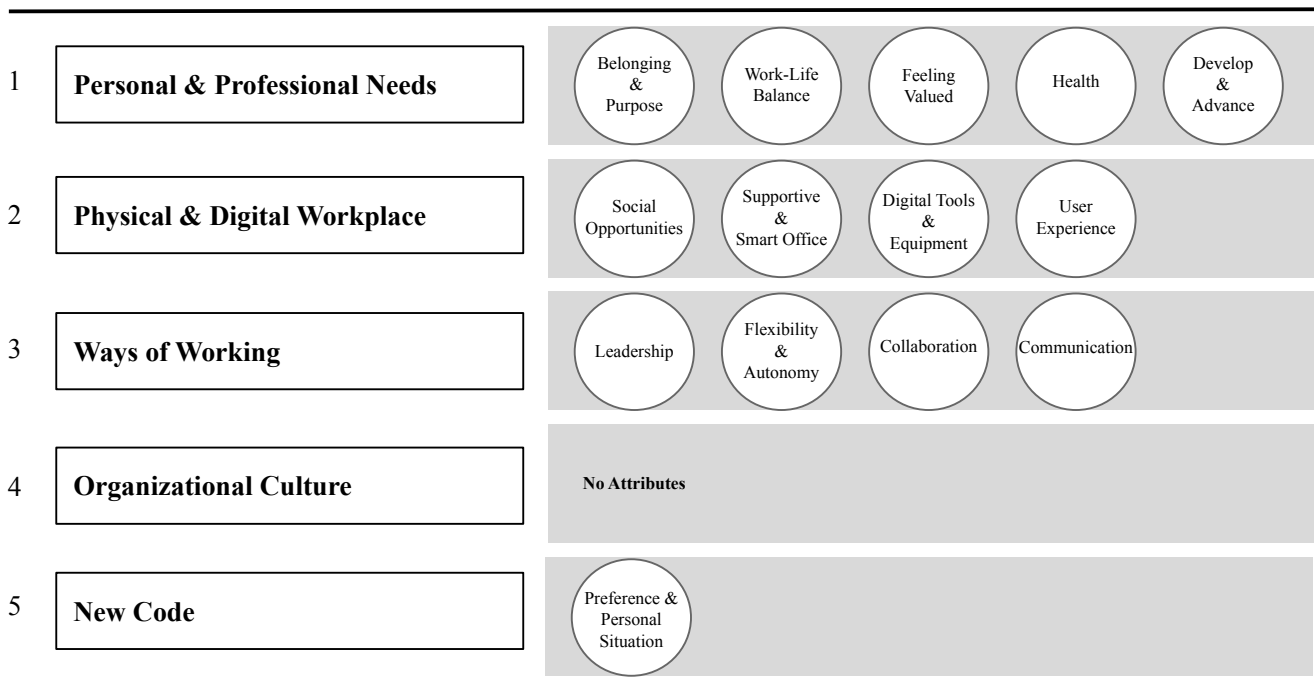 1
Personal & Professional Needs
Belonging
&
Purpose
Work-Life
Balance
Feeling
Valued
Health
Develop
&
Advance
2
Physical & Digital Workplace
Social
Opportunities
Supportive
&
Smart Office
Digital Tools
&
Equipment
User
Experience
3
Ways of Working
Leadership
Flexibility
&
Autonomy
Collaboration
Communication
4
Organizational Culture
No Attributes
5
New Code
Preference &
Personal
Situation